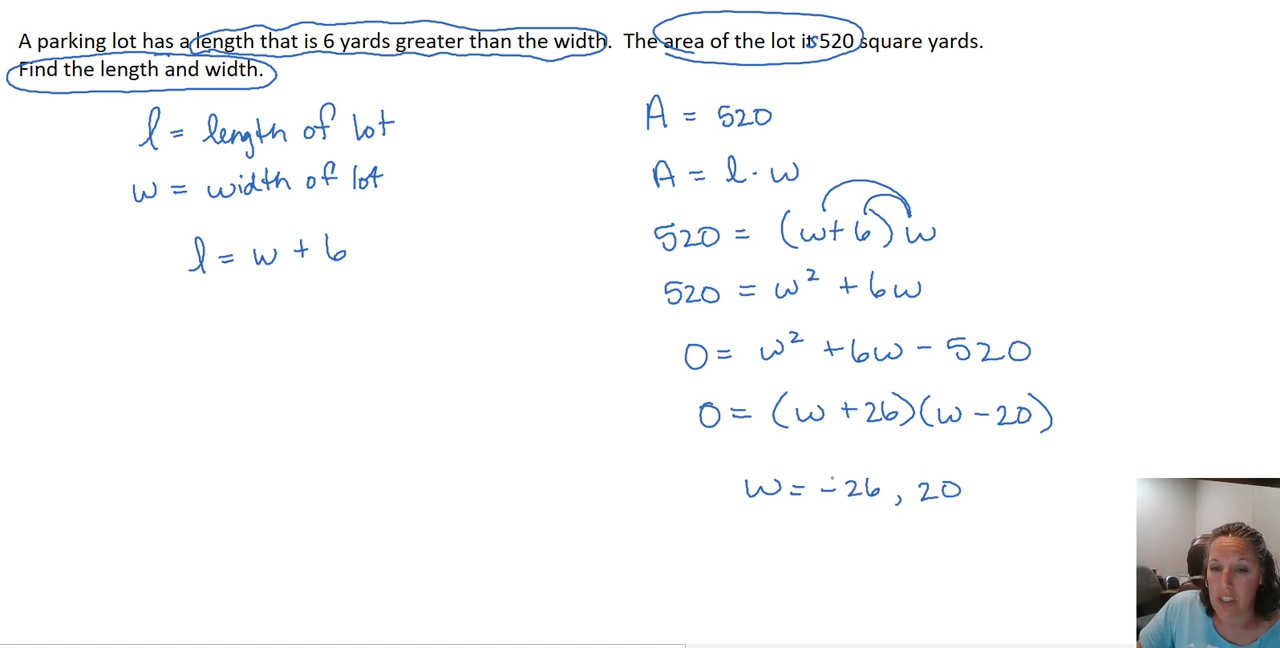 A parking lot has a length that is 6 yards greater than the width. The area of the lot is 520 square yards.
Find the length and width.
l = length of lot
w = width of lot
l = w + 6
A = 520
A = l · w
520 = (w + 6) w
520 = w² + 6w
0 = w² + 6w - 520
0 = (w + 26)(w - 20)
w = -26, 20